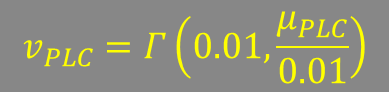 v_PLC = Γ(0.01, μ_PLC/0.01)